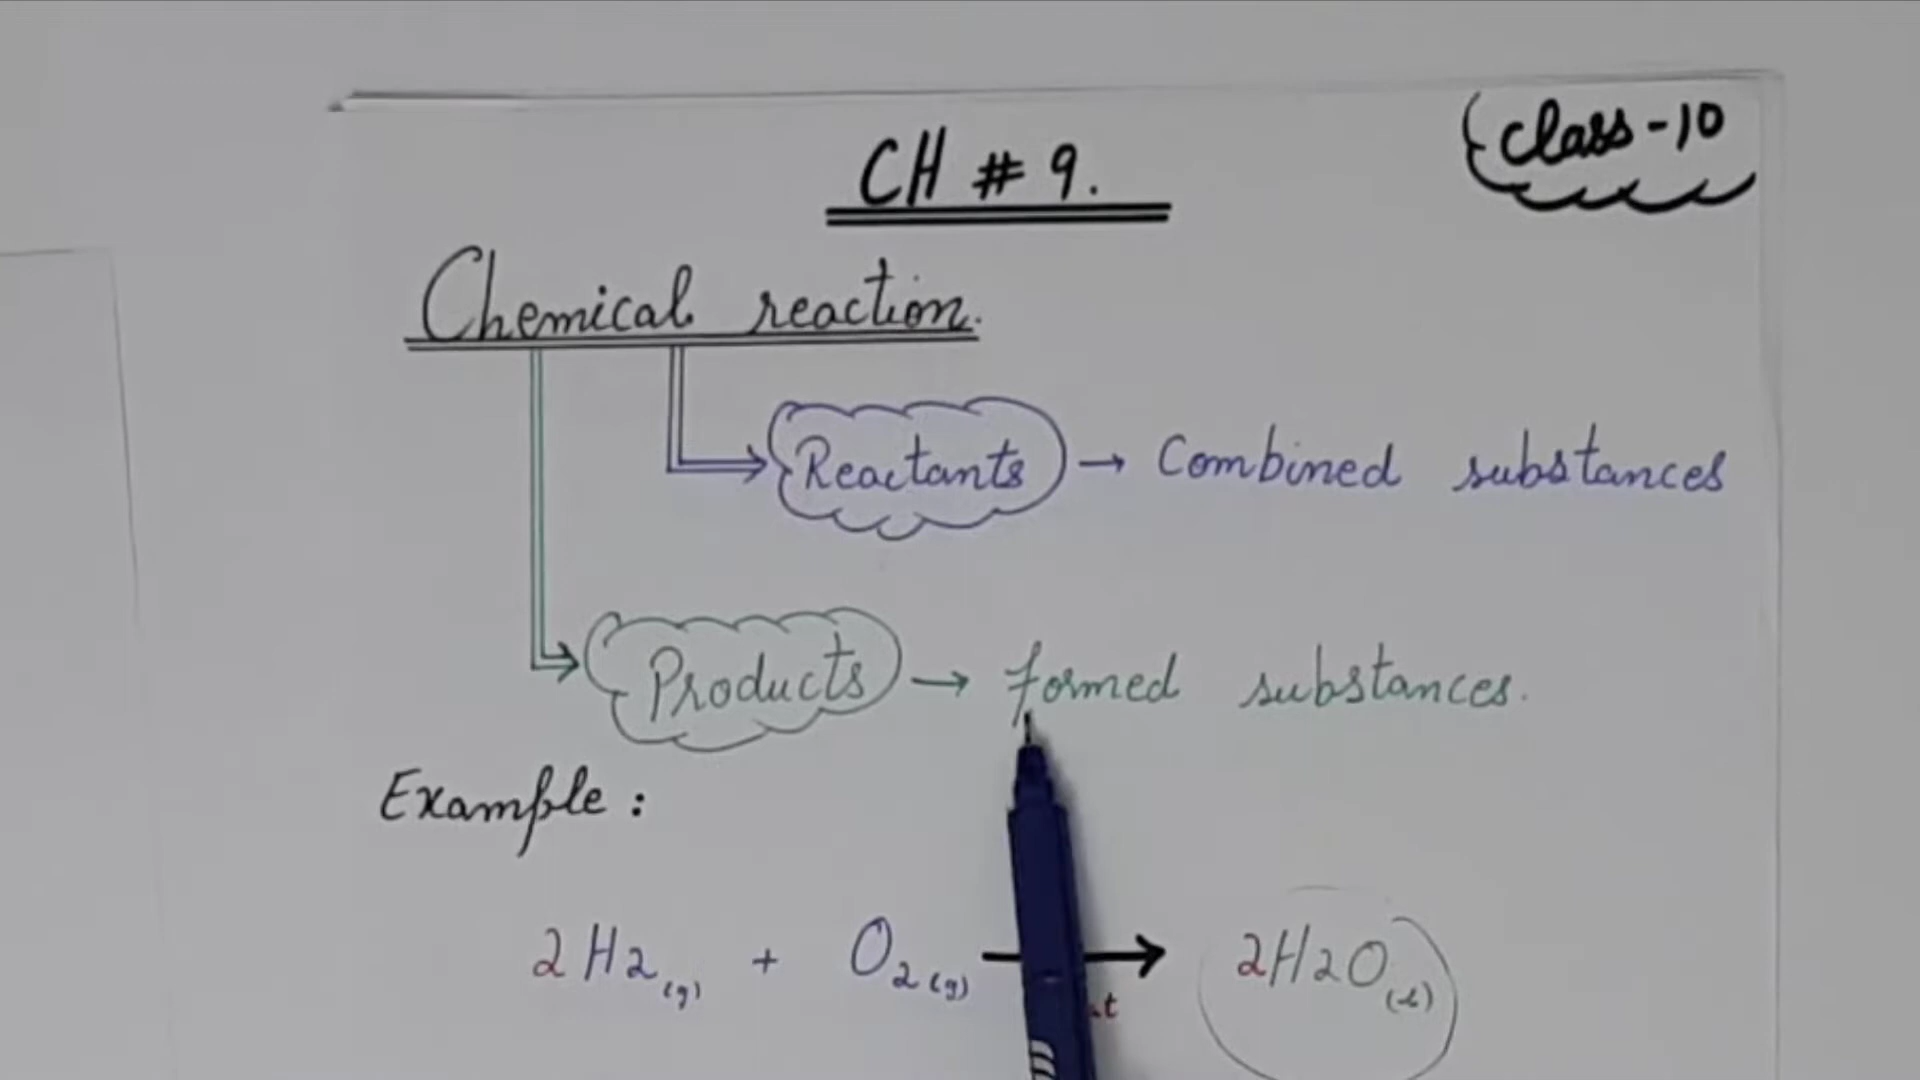 class-10
CH # 9.
Chemical reaction.
Reactants → Combined substances
Products → formed substances.
Example:
2H2(g) + O2(g) → 2H2O(l)